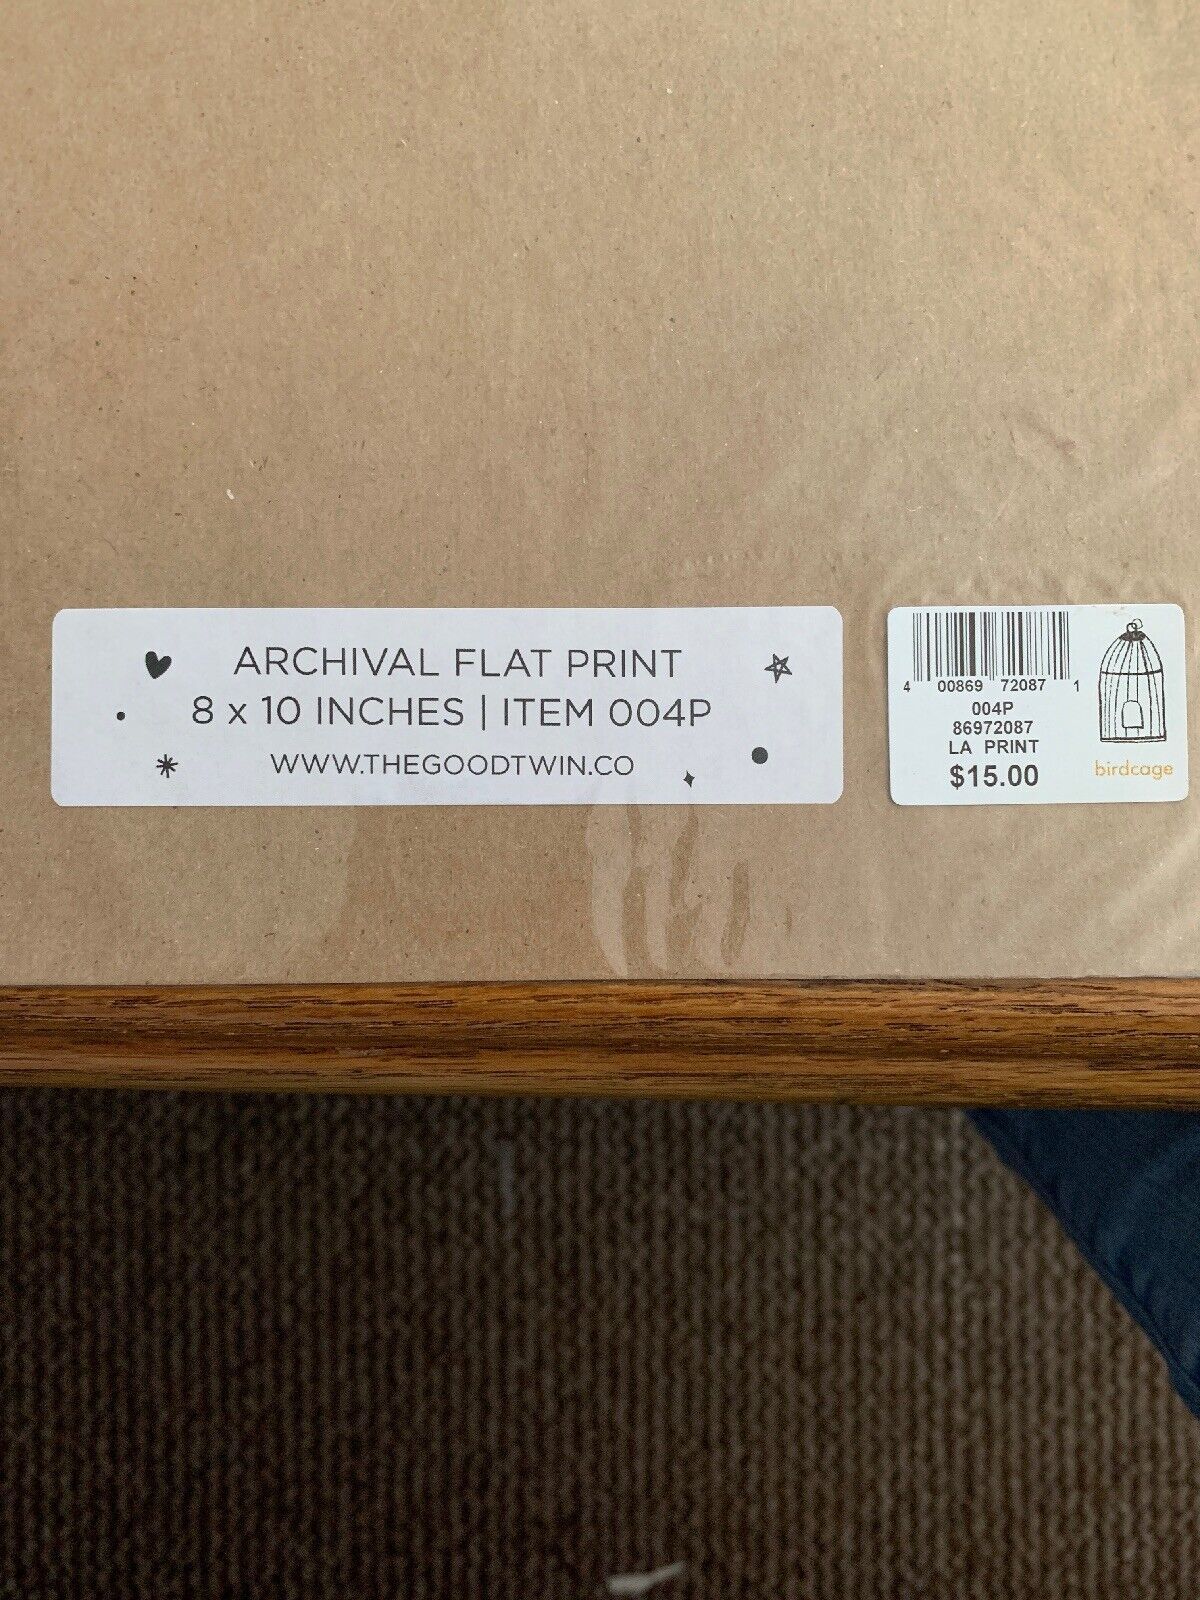 ARCHIVAL FLAT PRINT
8 x 10 INCHES | ITEM 004P
WWW.THEGOODTWIN.CO
4 00869 72087 1
004P
86972087
LA PRINT
$15.00
birdcage